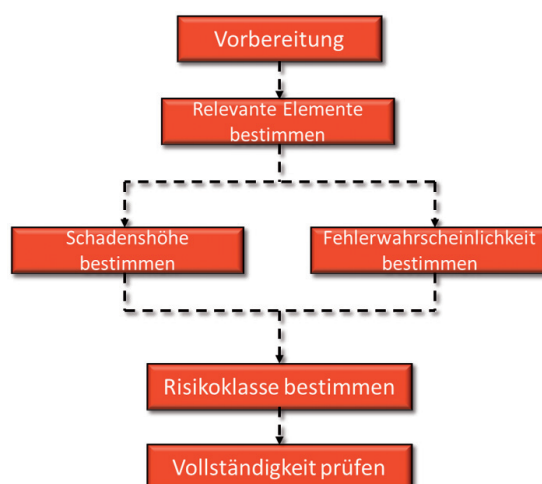 Vorbereitung
Relevante Elemente
bestimmen
Schadenshöhe
bestimmen
Fehlerwahrscheinlichkeit
bestimmen
Risikoklasse bestimmen
Vollständigkeit prüfen